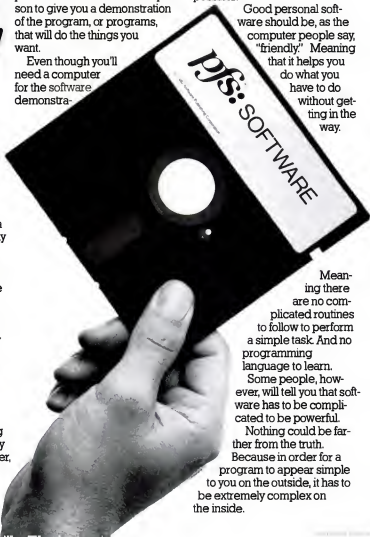 son to give you a demonstration
of the program, or programs,
that will do the things you
want.
Even though you'll
need a computer
for the software
demonstra-
Good personal soft-
ware should be, as the
computer people say,
"friendly." Meaning
that it helps you
do what you
have to do
without get-
ting in the
way.
pfs: SOFTWARE
Mean-
ing there
are no com-
plicated routines
to follow to perform
a simple task. And no
programming
language to learn.
Some people, how-
ever, will tell you that soft-
ware has to be compli-
cated to be powerful.
Nothing could be far-
ther from the truth.
Because in order for a
program to appear simple
to you on the outside, it has to
be extremely complex on
the inside.